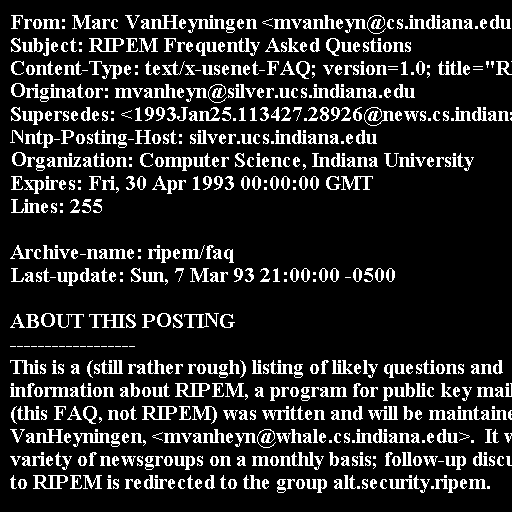 From: Marc VanHeyningen <mvanheyn@cs.indiana.edu
Subject: RIPEM Frequently Asked Questions
Content-Type: text/x-usenet-FAQ; version=1.0; title="RI
Originator: mvanheyn@silver.ucs.indiana.edu
Supersedes: <1993Jan25.113427.28926@news.cs.indiana
Nntp-Posting-Host: silver.ucs.indiana.edu
Organization: Computer Science, Indiana University
Expires: Fri, 30 Apr 1993 00:00:00 GMT
Lines: 255
Archive-name: ripem/faq
Last-update: Sun, 7 Mar 93 21:00:00 -0500
ABOUT THIS POSTING
------------------
This is a (still rather rough) listing of likely questions and
information about RIPEM, a program for public key mail
(this FAQ, not RIPEM) was written and will be maintaine
VanHeyningen, <mvanheyn@whale.cs.indiana.edu>.  It w
variety of newsgroups on a monthly basis; follow-up discu
to RIPEM is redirected to the group alt.security.ripem.